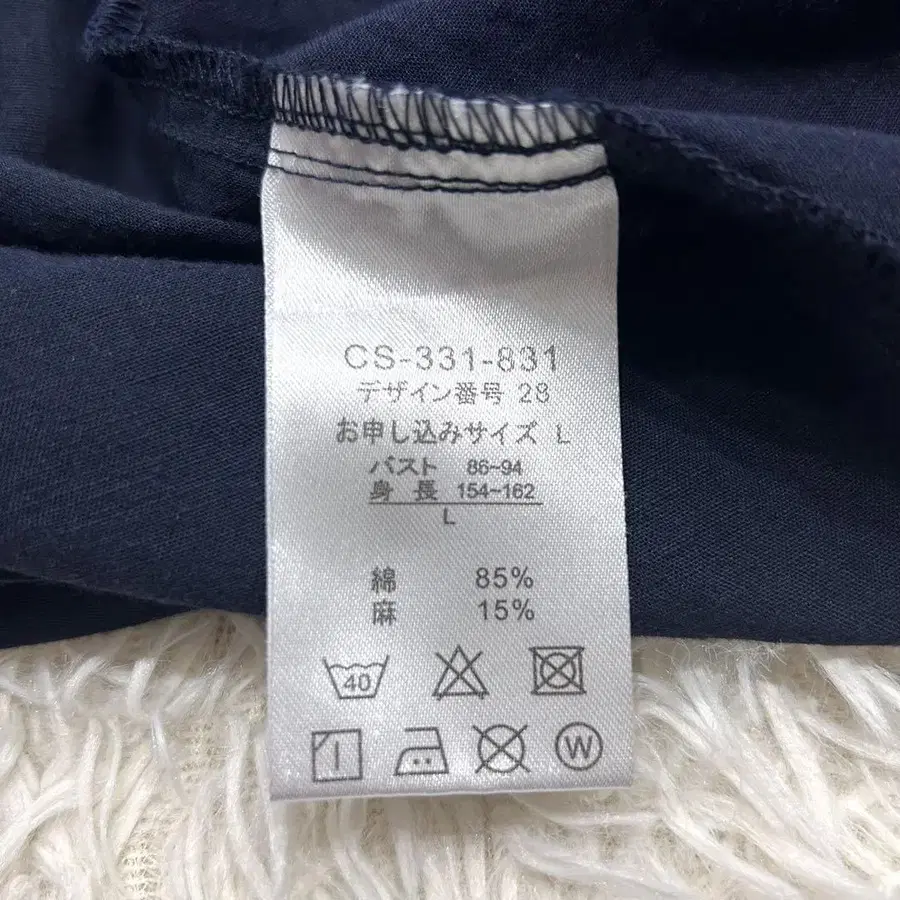 CS-331-831
デザイン番号 28
お申し込みサイズ L
バスト 86~94
身 長 154~162
L
綿 85%
麻 15%
40
W